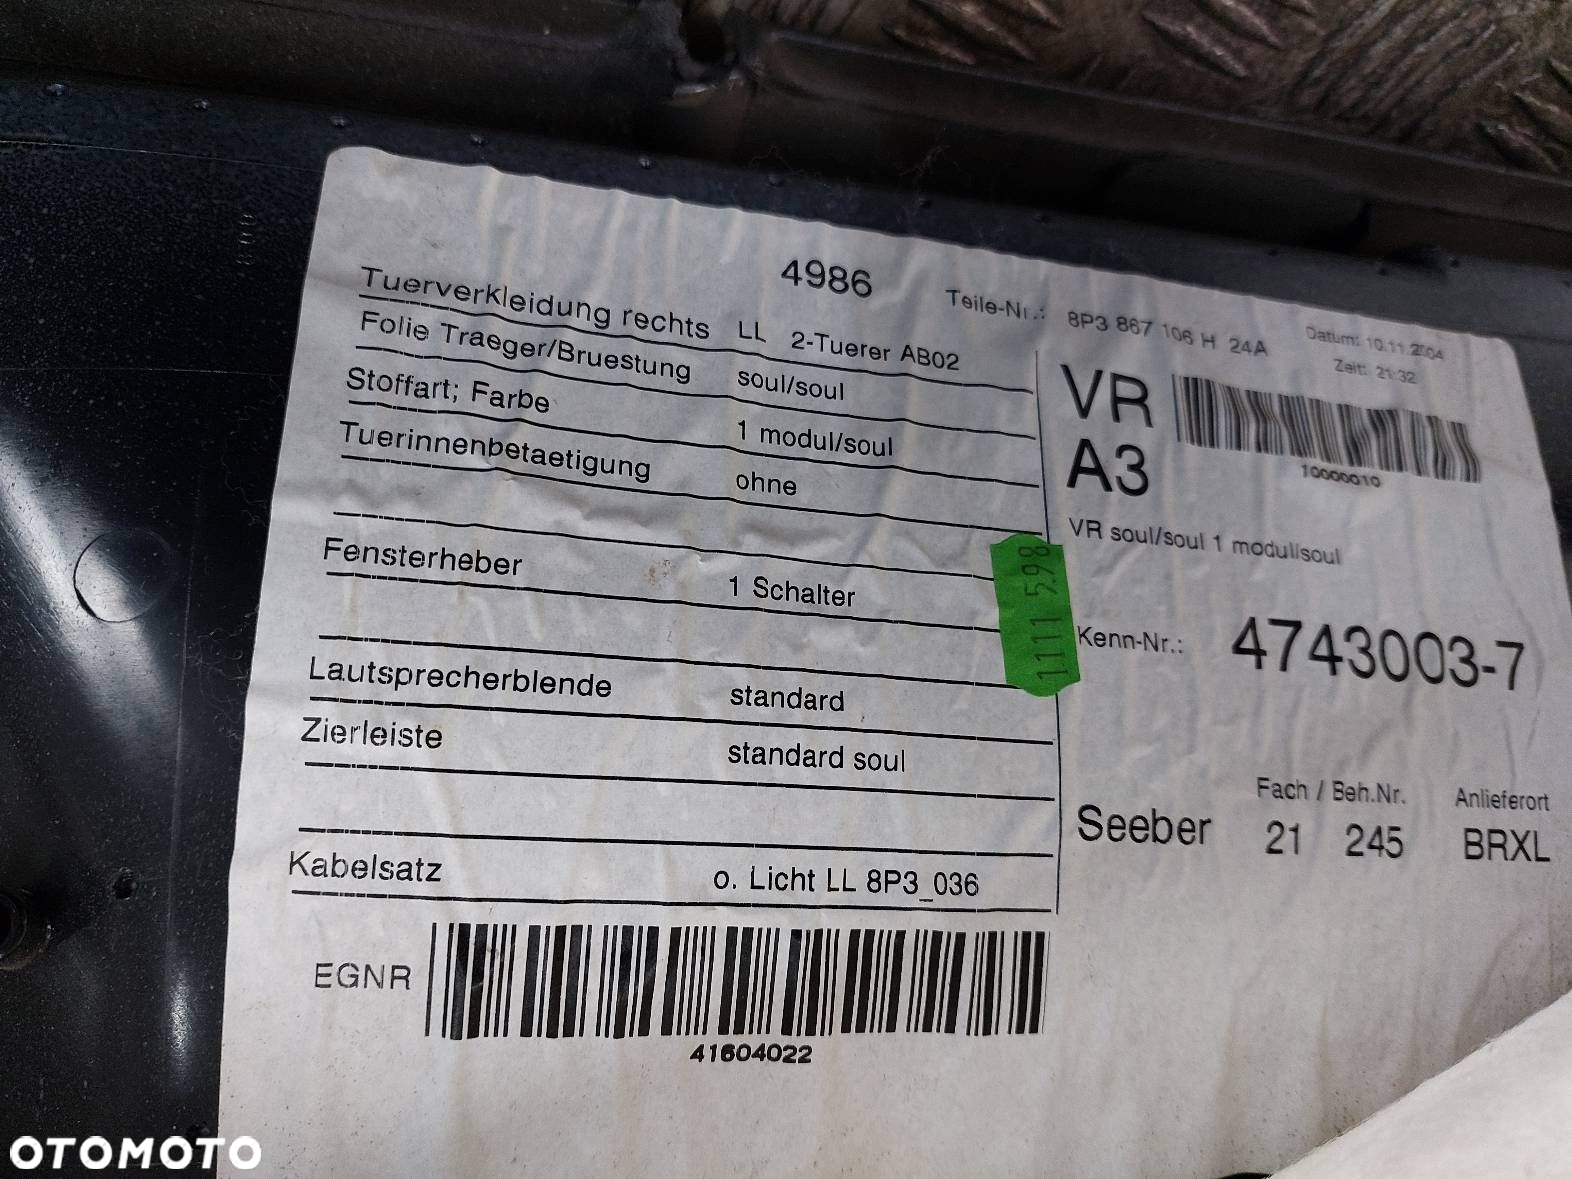 4986
Teile-Nr.: 8P3 867 106 H 24A
Datum: 10.11.2004
Zeit: 21:32
Tuerverkleidung rechts LL 2-Tuerer AB02
Folie Traeger/Bruestung soul/soul
Stoffart; Farbe 1 modul/soul
Tuerinnenbetaetigung ohne
Fensterheber 1 Schalter
Lautsprecherblende standard
Zierleiste standard soul
Kabelsatz o. Licht LL 8P3_036
EGNR
41604022
VR
A3
10000010
VR soul/soul 1 modul/soul
1111 598
Kenn-Nr.: 4743003-7
Fach / Beh.Nr. Anlieferort
Seeber 21 245 BRXL
OTOMOTO